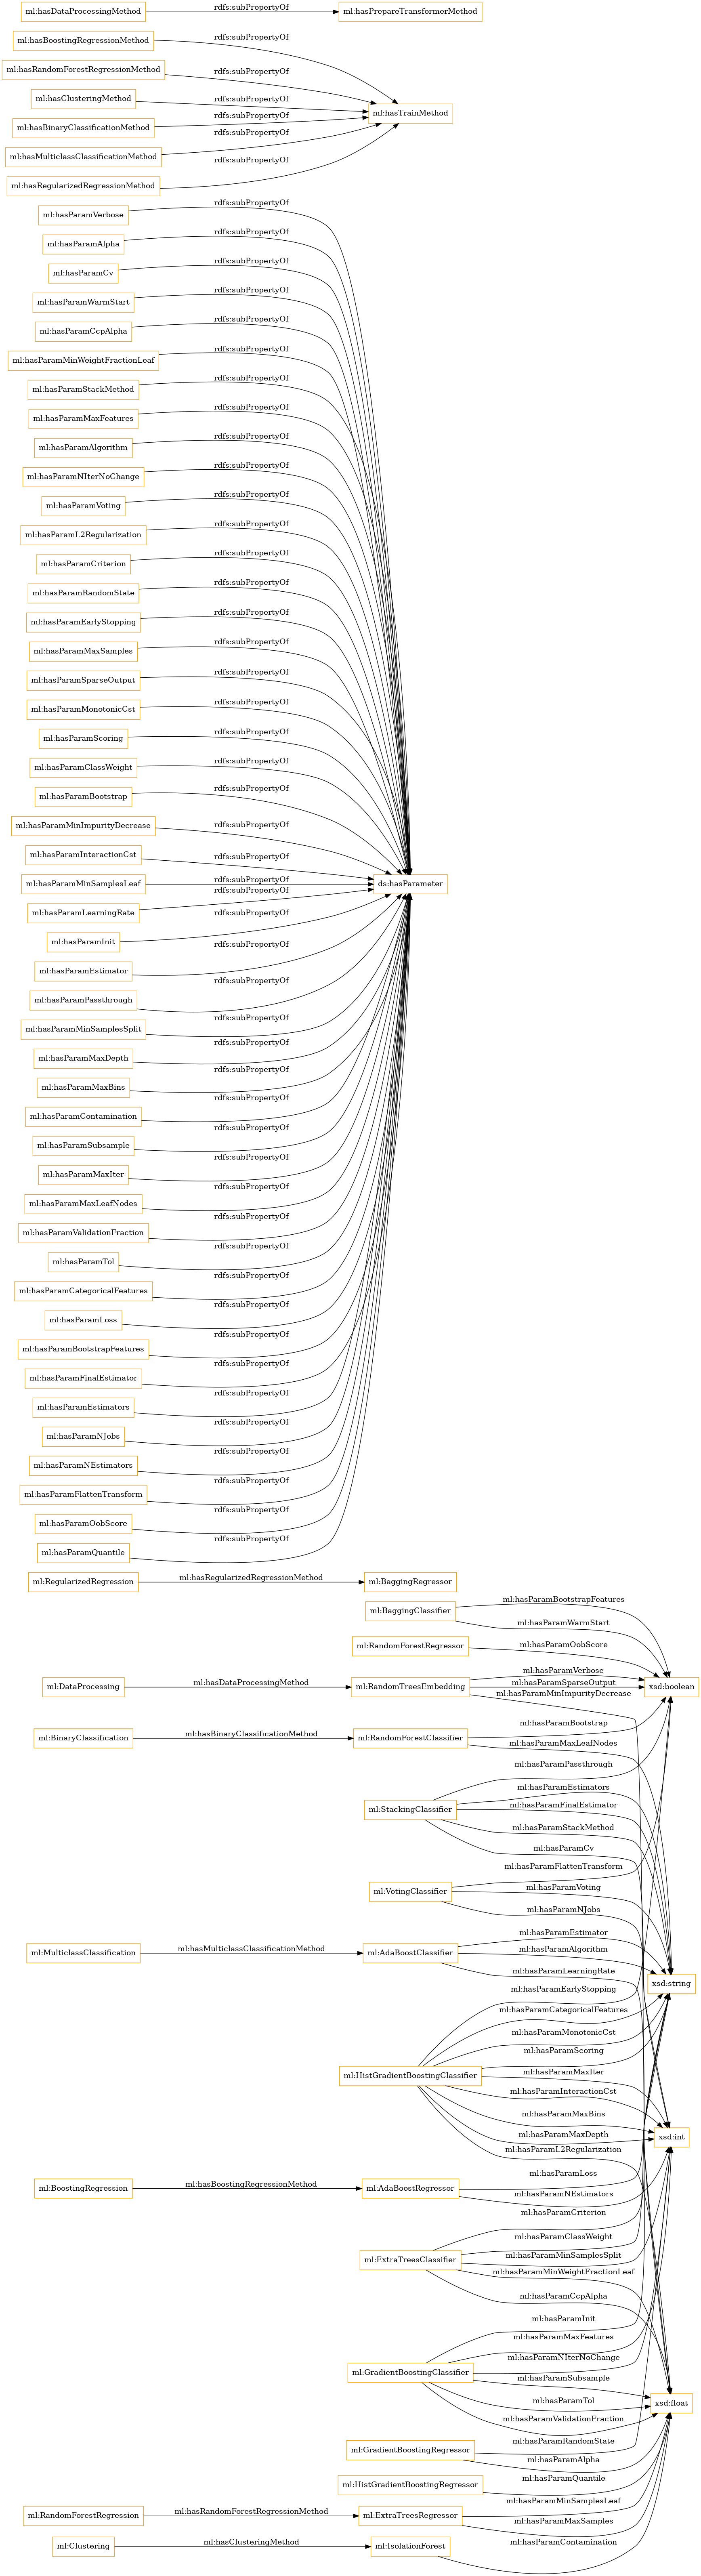 ml:hasDataProcessingMethod rdfs:subPropertyOf ml:hasPrepareTransformerMethod
ml:hasBoostingRegressionMethod rdfs:subPropertyOf
ml:hasRandomForestRegressionMethod rdfs:subPropertyOf
ml:hasClusteringMethod rdfs:subPropertyOf
ml:hasTrainMethod
ml:hasBinaryClassificationMethod rdfs:subPropertyOf
ml:hasMulticlassClassificationMethod rdfs:subPropertyOf
ml:hasRegularizedRegressionMethod rdfs:subPropertyOf
ml:hasParamVerbose rdfs:subPropertyOf
ml:hasParamAlpha rdfs:subPropertyOf
ml:hasParamCv rdfs:subPropertyOf
ml:hasParamWarmStart rdfs:subPropertyOf
ml:hasParamCcpAlpha rdfs:subPropertyOf
ml:hasParamMinWeightFractionLeaf rdfs:subPropertyOf
ml:hasParamStackMethod rdfs:subPropertyOf
ml:hasParamMaxFeatures rdfs:subPropertyOf
ml:hasParamAlgorithm rdfs:subPropertyOf
ml:hasParamNIterNoChange rdfs:subPropertyOf
ml:hasParamVoting rdfs:subPropertyOf
ml:hasParamL2Regularization rdfs:subPropertyOf
ml:hasParamCriterion rdfs:subPropertyOf
ml:hasParamRandomState rdfs:subPropertyOf
ml:hasParamEarlyStopping rdfs:subPropertyOf
ml:hasParamMaxSamples rdfs:subPropertyOf
ml:hasParamSparseOutput rdfs:subPropertyOf
ml:hasParamMonotonicCst rdfs:subPropertyOf
ml:hasParamScoring rdfs:subPropertyOf
ml:hasParamClassWeight rdfs:subPropertyOf
ml:hasParamBootstrap rdfs:subPropertyOf
ml:hasParamMinImpurityDecrease rdfs:subPropertyOf
ml:hasParamInteractionCst rdfs:subPropertyOf
ml:hasParamMinSamplesLeaf rdfs:subPropertyOf ds:hasParameter
ml:hasParamLearningRate rdfs:subPropertyOf
ml:hasParamInit rdfs:subPropertyOf
ml:hasParamEstimator rdfs:subPropertyOf
ml:hasParamPassthrough rdfs:subPropertyOf
ml:hasParamMinSamplesSplit rdfs:subPropertyOf
ml:hasParamMaxDepth rdfs:subPropertyOf
ml:hasParamMaxBins rdfs:subPropertyOf
ml:hasParamContamination rdfs:subPropertyOf
ml:hasParamSubsample rdfs:subPropertyOf
ml:hasParamMaxIter rdfs:subPropertyOf
ml:hasParamMaxLeafNodes rdfs:subPropertyOf
ml:hasParamValidationFraction rdfs:subPropertyOf
ml:hasParamTol rdfs:subPropertyOf
ml:hasParamCategoricalFeatures rdfs:subPropertyOf
ml:hasParamLoss rdfs:subPropertyOf
ml:hasParamBootstrapFeatures rdfs:subPropertyOf
ml:hasParamFinalEstimator rdfs:subPropertyOf
ml:hasParamEstimators rdfs:subPropertyOf
ml:hasParamNJobs rdfs:subPropertyOf
ml:hasParamNEstimators rdfs:subPropertyOf
ml:hasParamFlattenTransform rdfs:subPropertyOf
ml:hasParamOobScore rdfs:subPropertyOf
ml:hasParamQuantile rdfs:subPropertyOf
ml:RegularizedRegression ml:hasRegularizedRegressionMethod ml:BaggingRegressor
ml:hasParamBootstrapFeatures
ml:BaggingClassifier
ml:hasParamWarmStart
ml:RandomForestRegressor ml:hasParamOobScore
ml:hasParamVerbose
ml:DataProcessing ml:hasDataProcessingMethod ml:RandomTreesEmbedding ml:hasParamSparseOutput xsd:boolean
ml:hasParamMinImpurityDecrease
ml:hasParamBootstrap
ml:BinaryClassification ml:hasBinaryClassificationMethod ml:RandomForestClassifier
ml:hasParamMaxLeafNodes
ml:hasParamPassthrough
ml:hasParamEstimators
ml:StackingClassifier ml:hasParamFinalEstimator
ml:hasParamStackMethod
ml:hasParamCv
ml:hasParamFlattenTransform
ml:VotingClassifier ml:hasParamVoting
ml:hasParamNJobs
ml:hasParamEstimator
ml:MulticlassClassification ml:hasMulticlassClassificationMethod ml:AdaBoostClassifier ml:hasParamAlgorithm
ml:hasParamLearningRate
xsd:string
ml:hasParamEarlyStopping
ml:hasParamCategoricalFeatures
ml:hasParamMonotonicCst
ml:hasParamScoring
ml:HistGradientBoostingClassifier ml:hasParamMaxIter
ml:hasParamInteractionCst
ml:hasParamMaxBins
ml:hasParamMaxDepth xsd:int
ml:hasParamL2Regularization
ml:hasParamLoss
ml:BoostingRegression ml:hasBoostingRegressionMethod ml:AdaBoostRegressor
ml:hasParamNEstimators
ml:hasParamCriterion
ml:hasParamClassWeight
ml:ExtraTreesClassifier ml:hasParamMinSamplesSplit
ml:hasParamMinWeightFractionLeaf
ml:hasParamCcpAlpha
ml:hasParamInit
ml:hasParamMaxFeatures
ml:hasParamNIterNoChange
ml:GradientBoostingClassifier ml:hasParamSubsample
ml:hasParamTol xsd:float
ml:hasParamValidationFraction
ml:hasParamRandomState
ml:GradientBoostingRegressor
ml:hasParamAlpha
ml:HistGradientBoostingRegressor ml:hasParamQuantile
ml:hasParamMinSamplesLeaf
ml:RandomForestRegression ml:hasRandomForestRegressionMethod ml:ExtraTreesRegressor
ml:hasParamMaxSamples
ml:Clustering ml:hasClusteringMethod ml:IsolationForest ml:hasParamContamination